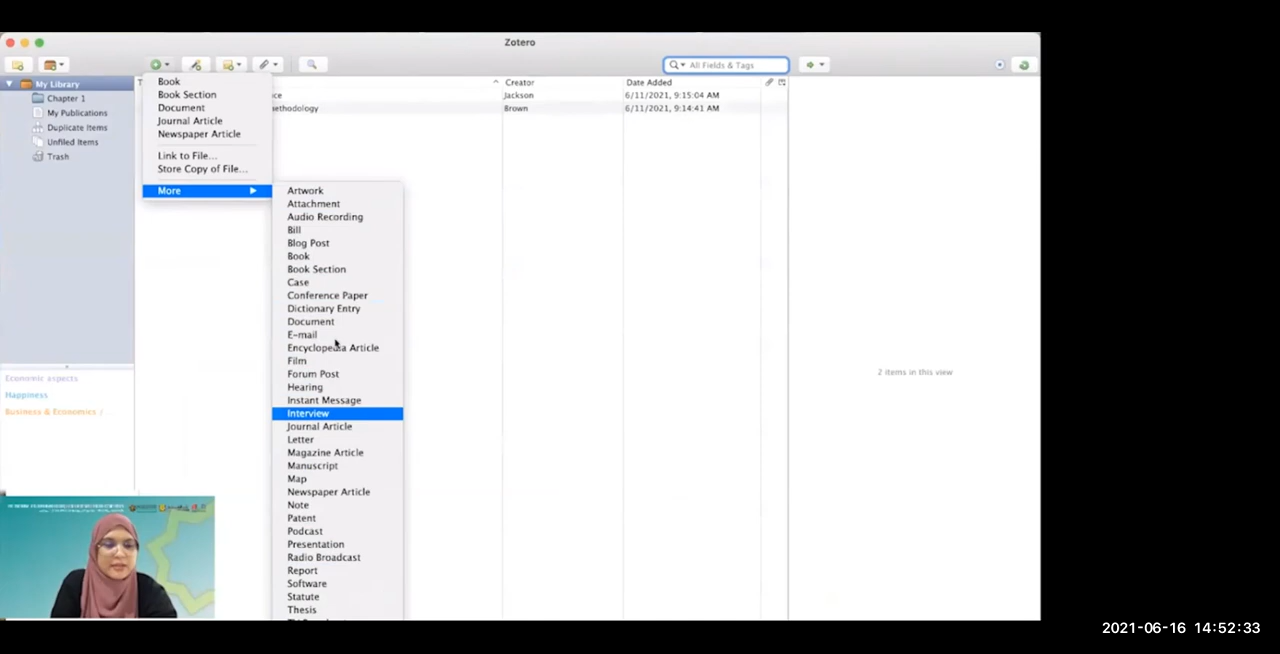 Zotero
All Fields & Tags
My Library
Chapter 1
My Publications
Duplicate Items
Unfiled Items
Trash
Economic aspects
Happiness
Business & Economics /
Book
Book Section
Document
Journal Article
Newspaper Article
Link to File...
Store Copy of File...
More
Artwork
Attachment
Audio Recording
Bill
Blog Post
Book
Book Section
Case
Conference Paper
Dictionary Entry
Document
E-mail
Encyclopedia Article
Film
Forum Post
Hearing
Instant Message
Interview
Journal Article
Letter
Magazine Article
Manuscript
Map
Newspaper Article
Note
Patent
Podcast
Presentation
Radio Broadcast
Report
Software
Statute
Thesis
Creator
Date Added
Jackson
6/11/2021, 9:15:04 AM
Brown
6/11/2021, 9:14:41 AM
2 items in this view
2021-06-16 14:52:33